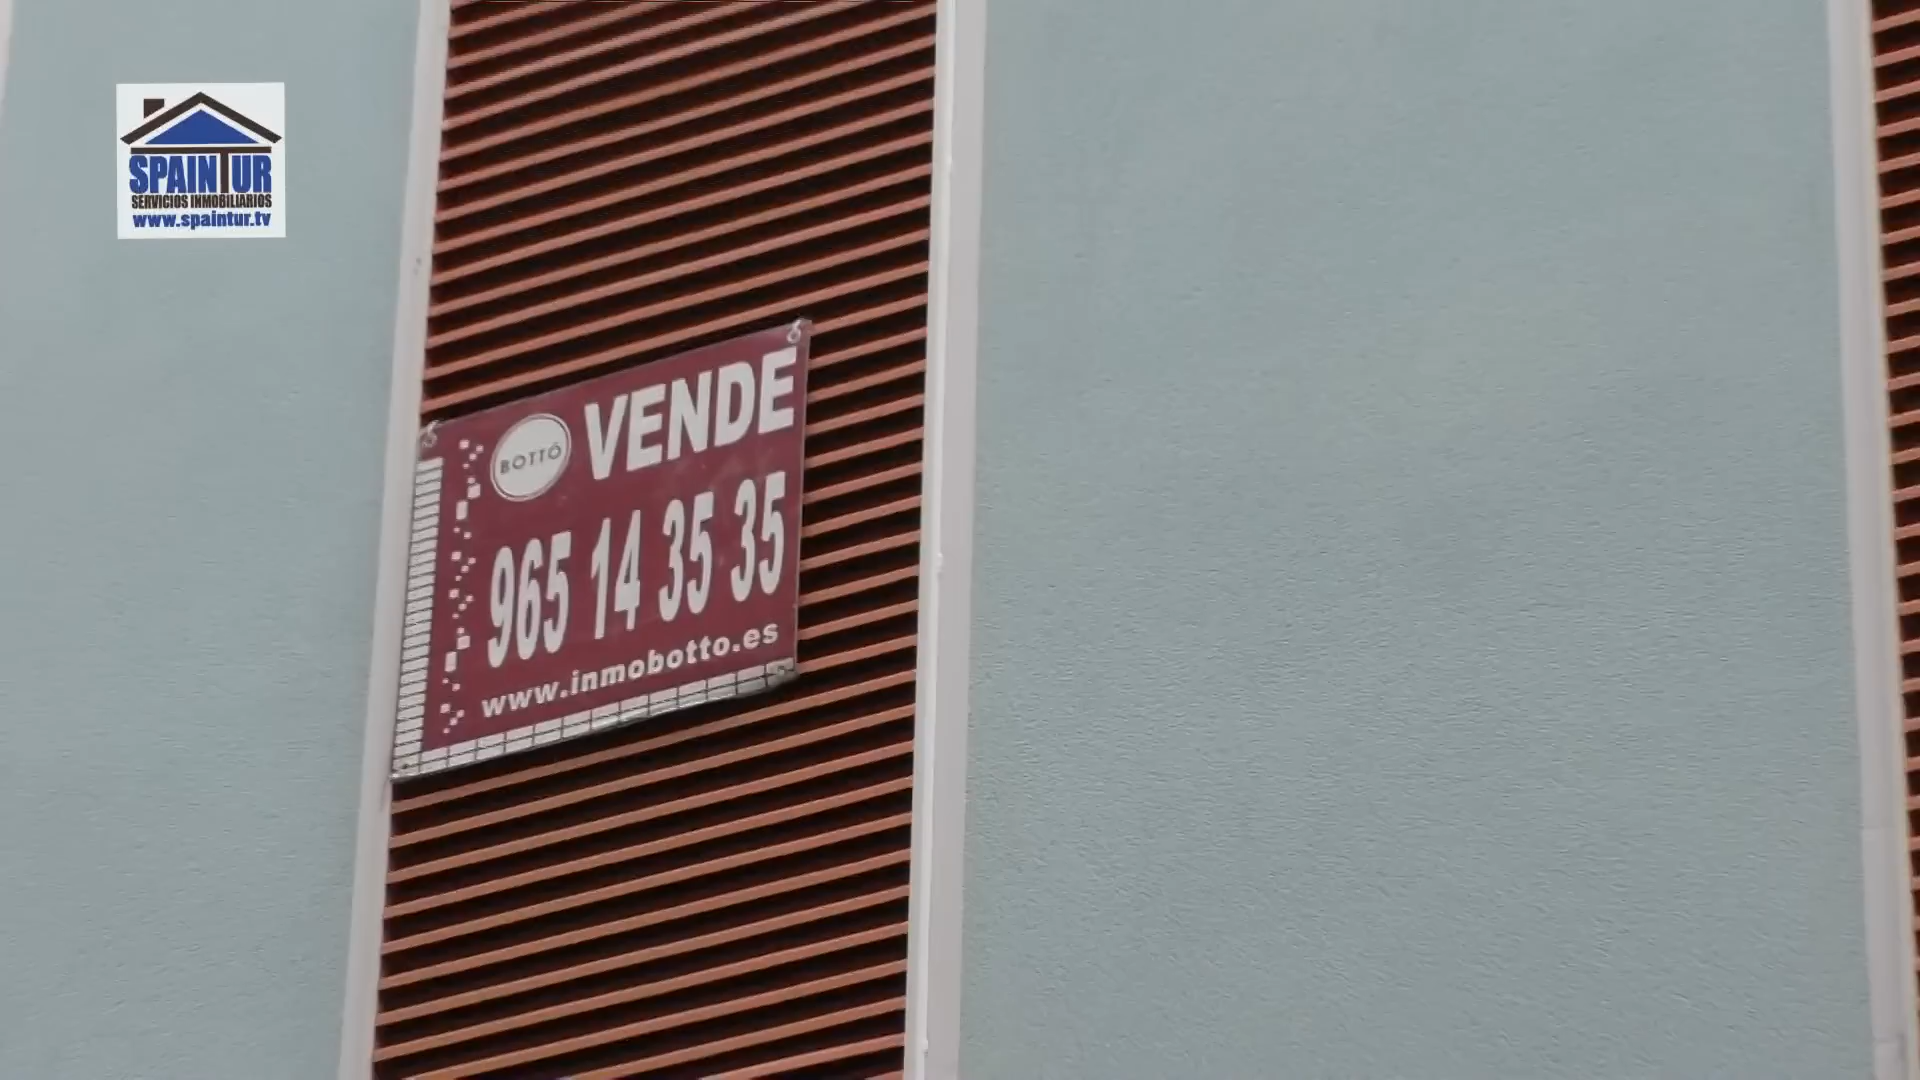 SPAINTUR
SERVICIOS INMOBILIARIOS
www.spaintur.tv
BOTTÓ VENDE
965 14 35 35
www.inmobotto.es